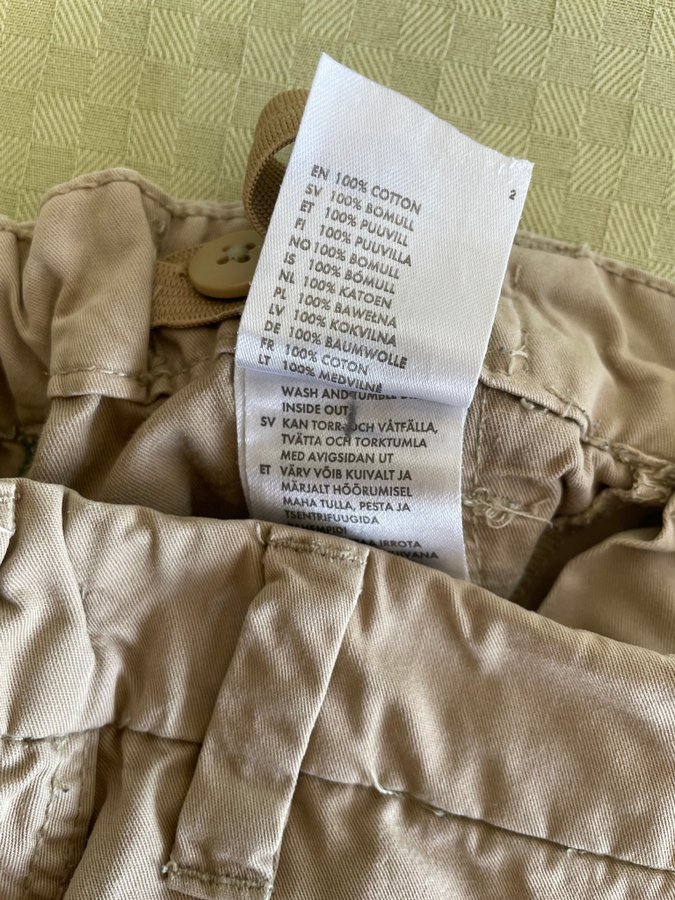 2
EN 100% COTTON
SV 100% BOMULL
ET 100% PUUVILL
FI 100% PUUVILLA
NO 100% BOMULL
IS 100% BÓMULL
NL 100% KATOEN
PL 100% BAWEŁNA
LV 100% KOKVILNA
DE 100% BAUMWOLLE
FR 100% COTON
LT 100% MEDVILNĖ
WASH AND TUMBLE
INSIDE OUT
SV KAN TORR- OCH VÅTFÄLLA,
TVÄTTA OCH TORKTUMLA
MED AVIGSIDAN UT
ET VÄRV VÕIB KUIVALT JA
MÄRJALT HÕÕRUMISEL
MAHA TULLA, PESTA JA
TSENTRIFUUGIDA